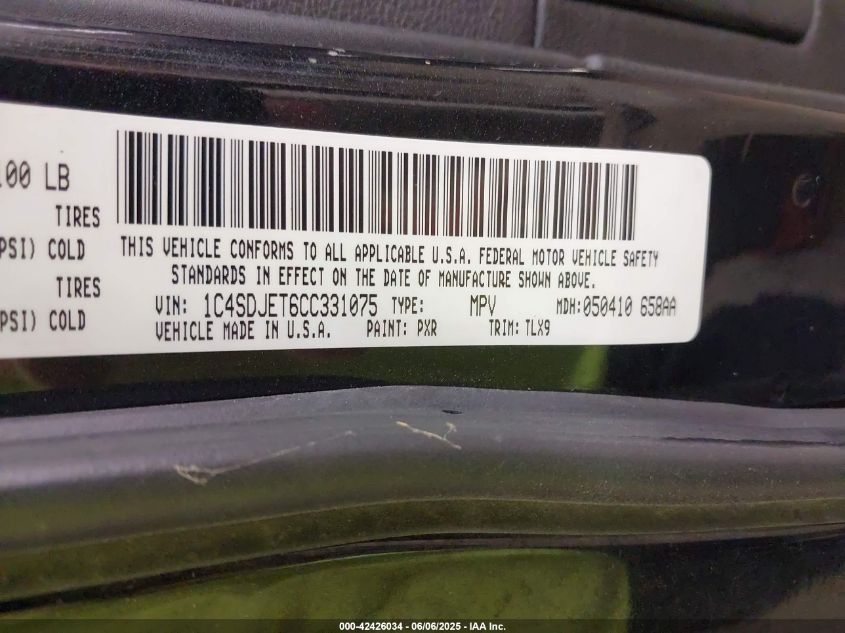 .00 LB
TIRES
PSI) COLD
TIRES
PSI) COLD
THIS VEHICLE CONFORMS TO ALL APPLICABLE U.S.A. FEDERAL MOTOR VEHICLE SAFETY
STANDARDS IN EFFECT ON THE DATE OF MANUFACTURE SHOWN ABOVE.
VIN: 1C4SDJET6CC331075 TYPE: MPV MDH:050410 658AA
VEHICLE MADE IN U.S.A. PAINT: PXR TRIM: TLX9
000-42426034 / 06/06/2025 - IAA Inc.